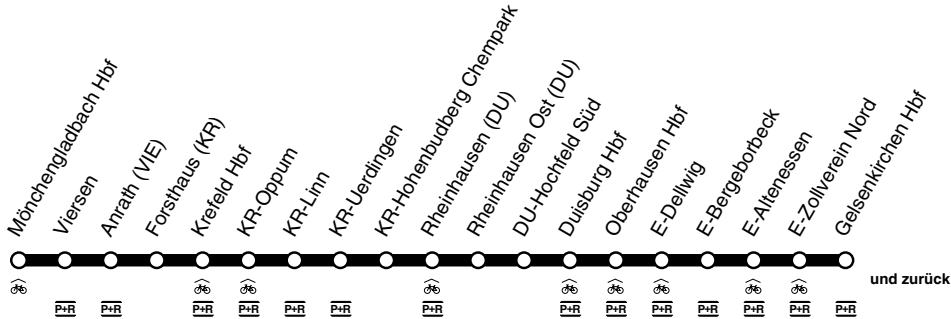 Mönchengladbach Hbf
Viersen
Anrath (VIE)
Forsthaus (KR)
Krefeld Hbf
KR-Oppum
KR-Linn
KR-Uerdingen
KR-Hohenbudberg Chempark
Rheinhausen (DU)
Rheinhausen Ost (DU)
DU-Hochfeld Süd
Duisburg Hbf
Oberhausen Hbf
E-Dellwig
E-Bergeborbeck
E-Altenessen
E-Zollverein Nord
Gelsenkirchen Hbf
und zurück
P+R P+R P+R P+R P+R P+R P+R P+R P+R P+R P+R P+R P+R P+R